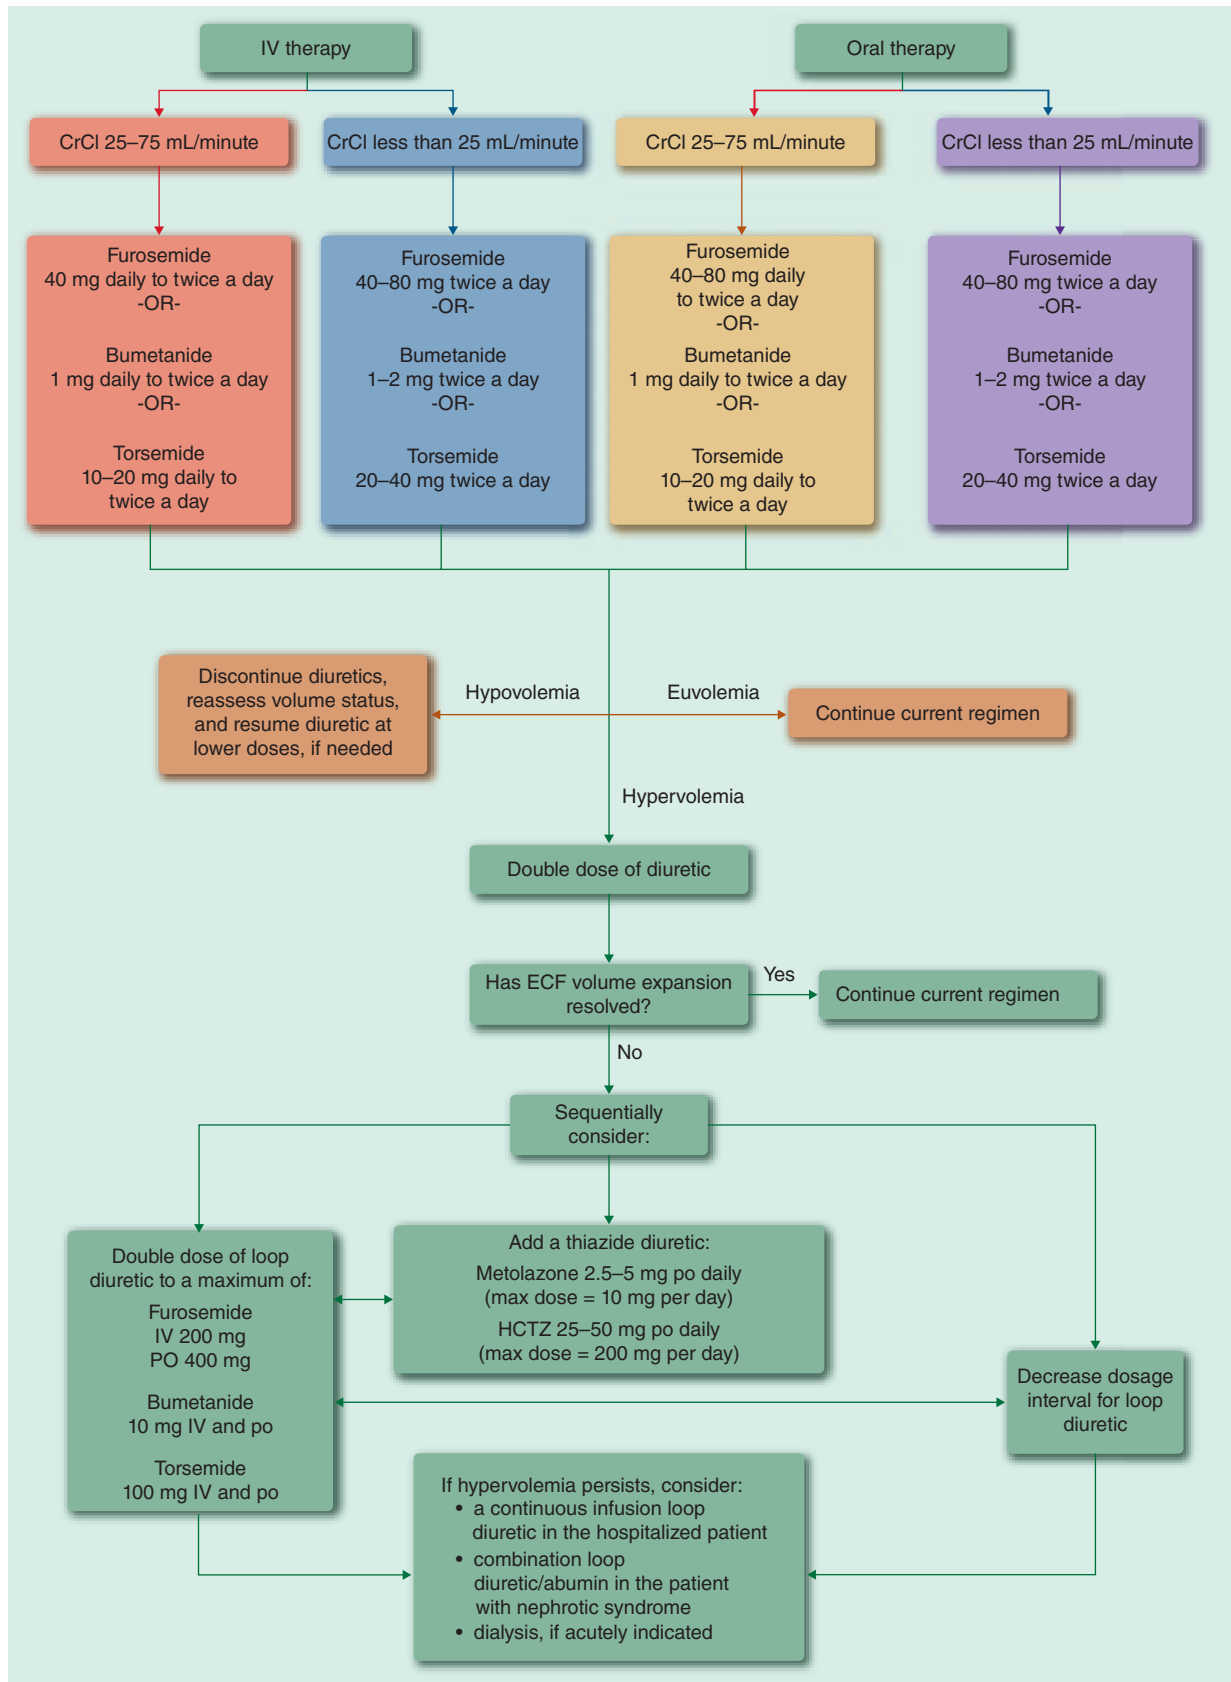 IV therapy
Oral therapy
CrCl 25–75 mL/minute
CrCl less than 25 mL/minute
CrCl 25–75 mL/minute
CrCl less than 25 mL/minute
Furosemide
40 mg daily to twice a day
-OR-
Bumetanide
1 mg daily to twice a day
-OR-
Torsemide
10–20 mg daily to
twice a day
Furosemide
40–80 mg twice a day
-OR-
Bumetanide
1–2 mg twice a day
-OR-
Torsemide
20–40 mg twice a day
Furosemide
40–80 mg daily
to twice a day
-OR-
Bumetanide
1 mg daily to twice a day
-OR-
Torsemide
10–20 mg daily to
twice a day
Furosemide
40–80 mg twice a day
-OR-
Bumetanide
1–2 mg twice a day
-OR-
Torsemide
20–40 mg twice a day
Discontinue diuretics,
reassess volume status,
and resume diuretic at
lower doses, if needed
Hypovolemia
Euvolemia
Continue current regimen
Hypervolemia
Double dose of diuretic
Has ECF volume expansion
resolved?
Yes
Continue current regimen
No
Sequentially
consider:
Double dose of loop
diuretic to a maximum of:
Furosemide
IV 200 mg
PO 400 mg
Bumetanide
10 mg IV and po
Torsemide
100 mg IV and po
Add a thiazide diuretic:
Metolazone 2.5–5 mg po daily
(max dose = 10 mg per day)
HCTZ 25–50 mg po daily
(max dose = 200 mg per day)
Decrease dosage
interval for loop
diuretic
If hypervolemia persists, consider:
• a continuous infusion loop
diuretic in the hospitalized patient
• combination loop
diuretic/abumin in the patient
with nephrotic syndrome
• dialysis, if acutely indicated